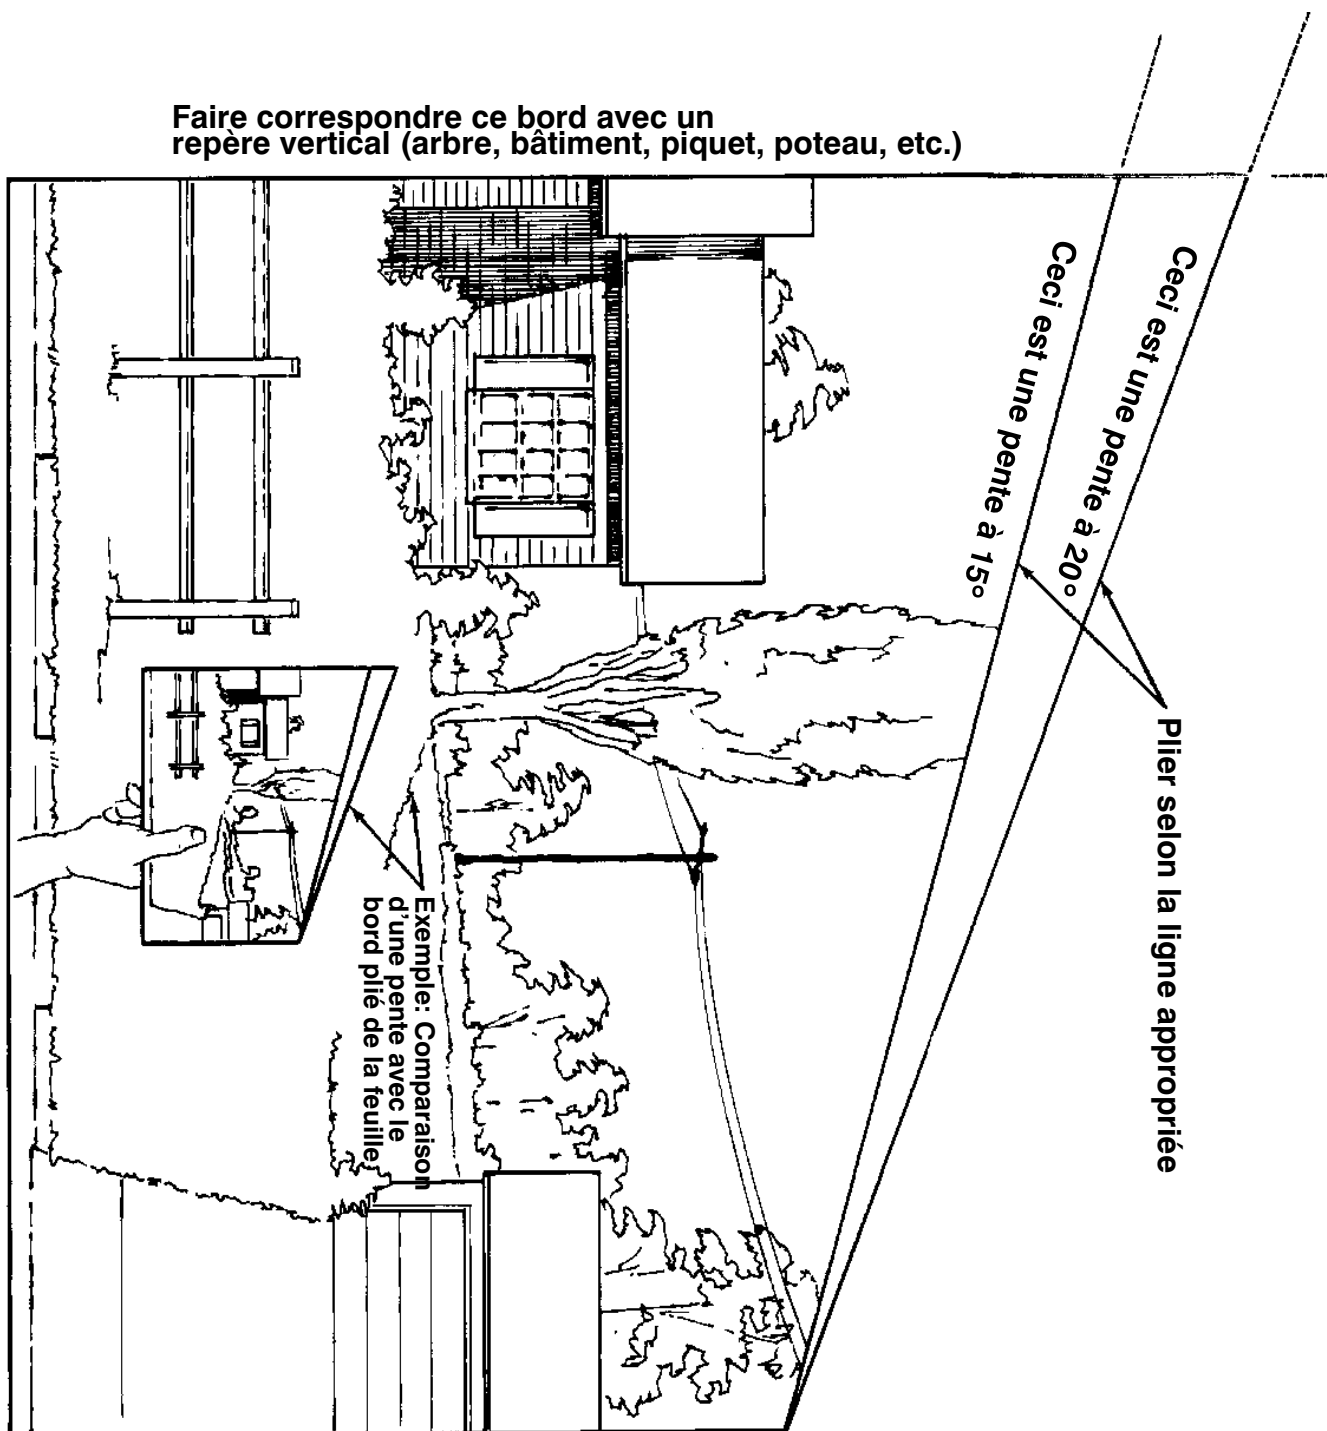 Faire correspondre ce bord avec un
repère vertical (arbre, bâtiment, piquet, poteau, etc.)
Ceci est une pente à 15°
Ceci est une pente à 20°
Plier selon la ligne appropriée
Exemple: Comparaison
d'une pente avec le
bord plié de la feuille